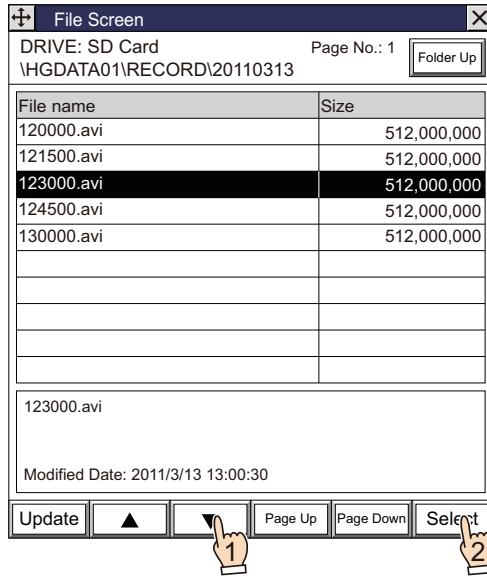 File Screen
DRIVE: SD Card Page No.: 1 Folder Up
\HGDATA01\RECORD\20110313
File name Size
120000.avi 512,000,000
121500.avi 512,000,000
123000.avi 512,000,000
124500.avi 512,000,000
130000.avi 512,000,000
123000.avi
Modified Date: 2011/3/13 13:00:30
Update ▲ ▼ Page Up Page Down Select
1 2